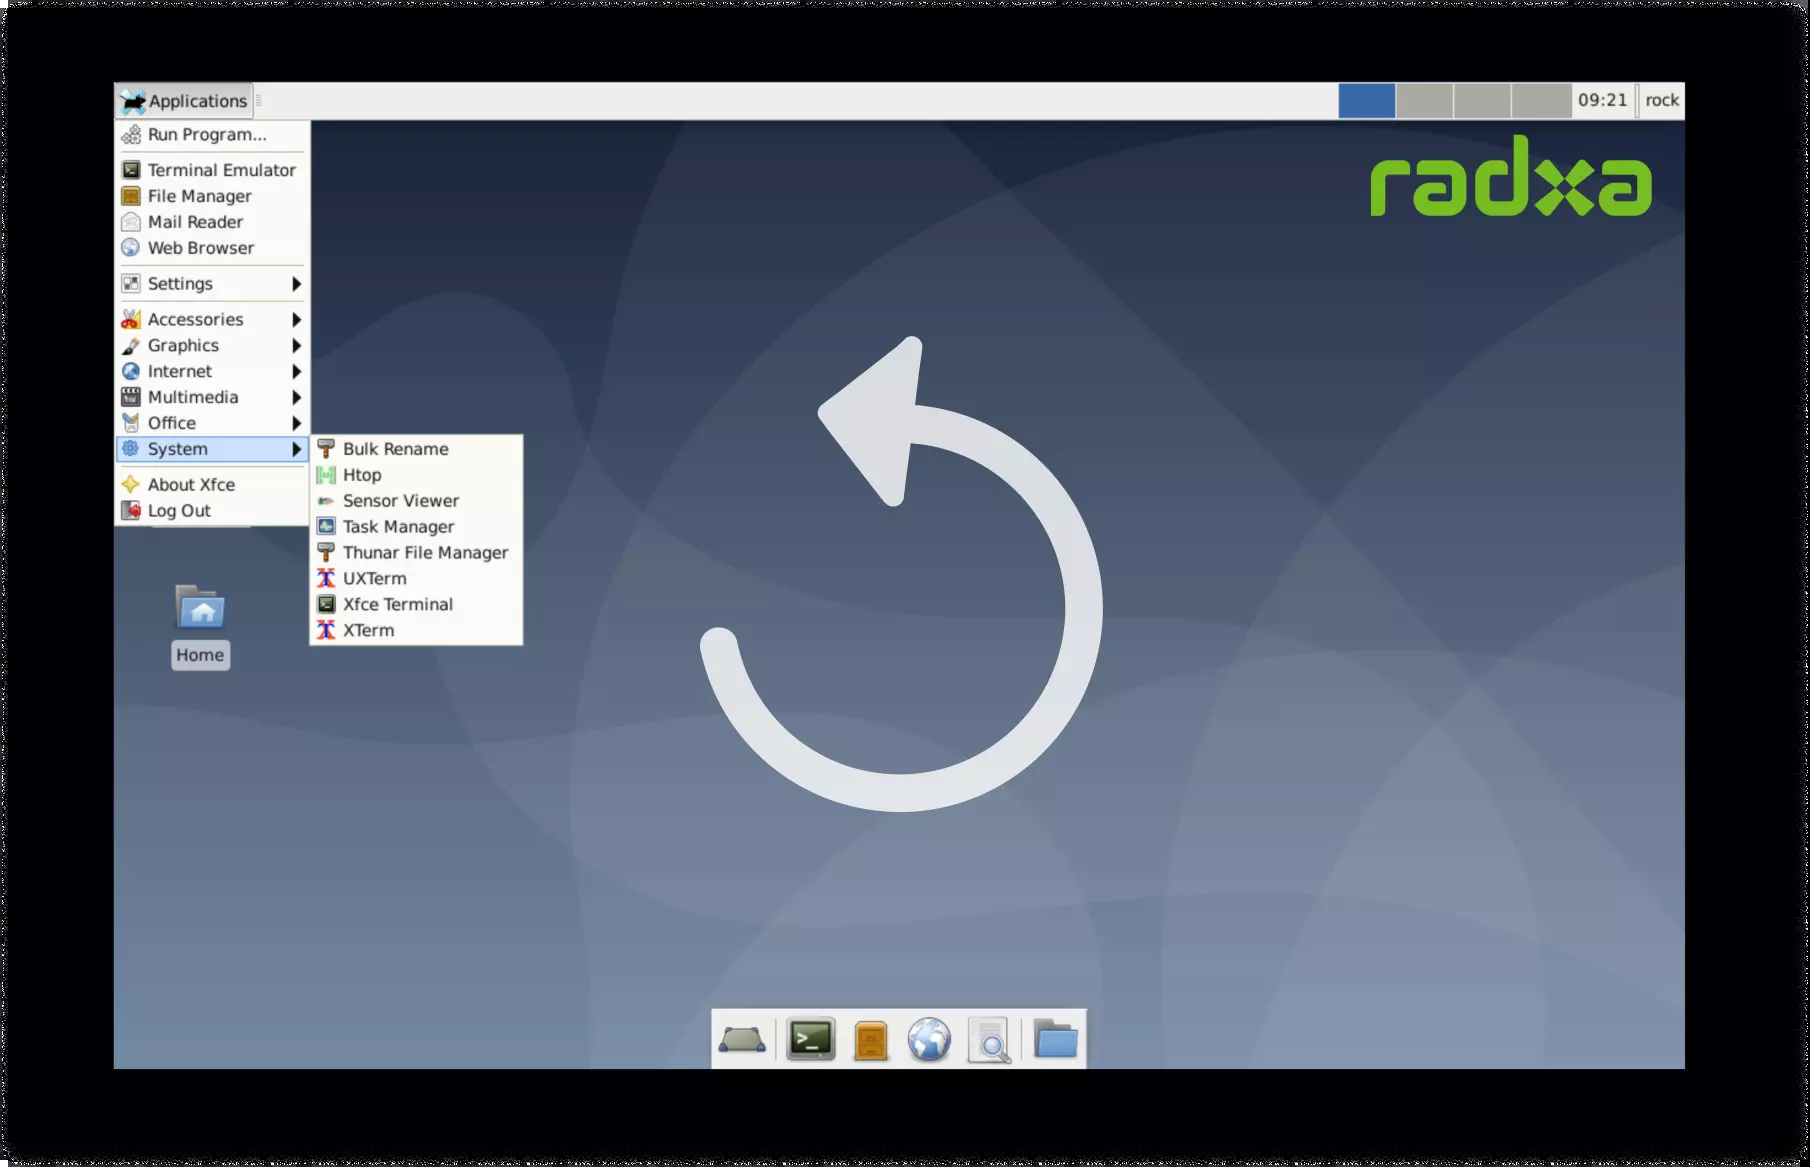 Applications
09:21
rock
Run Program...
Terminal Emulator
File Manager
Mail Reader
Web Browser
Settings
Accessories
Graphics
Internet
Multimedia
Office
System
About Xfce
Log Out
Bulk Rename
Htop
Sensor Viewer
Task Manager
Thunar File Manager
UXTerm
Xfce Terminal
XTerm
Home
radxa